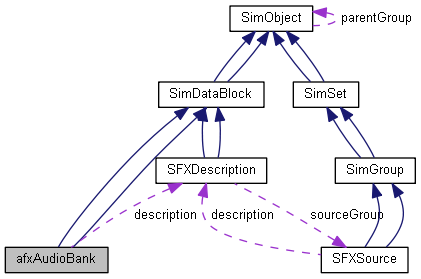 SimObject
parentGroup
SimDataBlock
SimSet
SFXDescription
SimGroup
description
description
sourceGroup
afxAudioBank
SFXSource